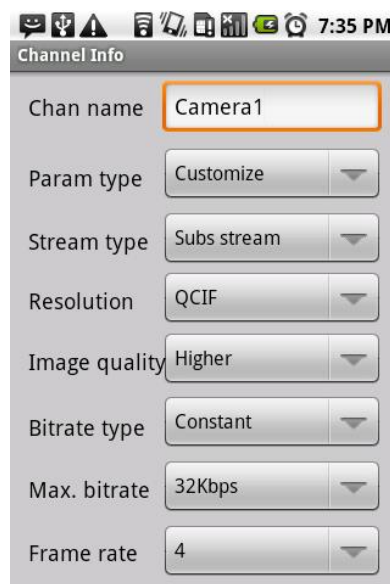 7:35 PM
Channel Info
Chan name Camera1
Param type Customize
Stream type Subs stream
Resolution QCIF
Image quality Higher
Bitrate type Constant
Max. bitrate 32Kbps
Frame rate 4